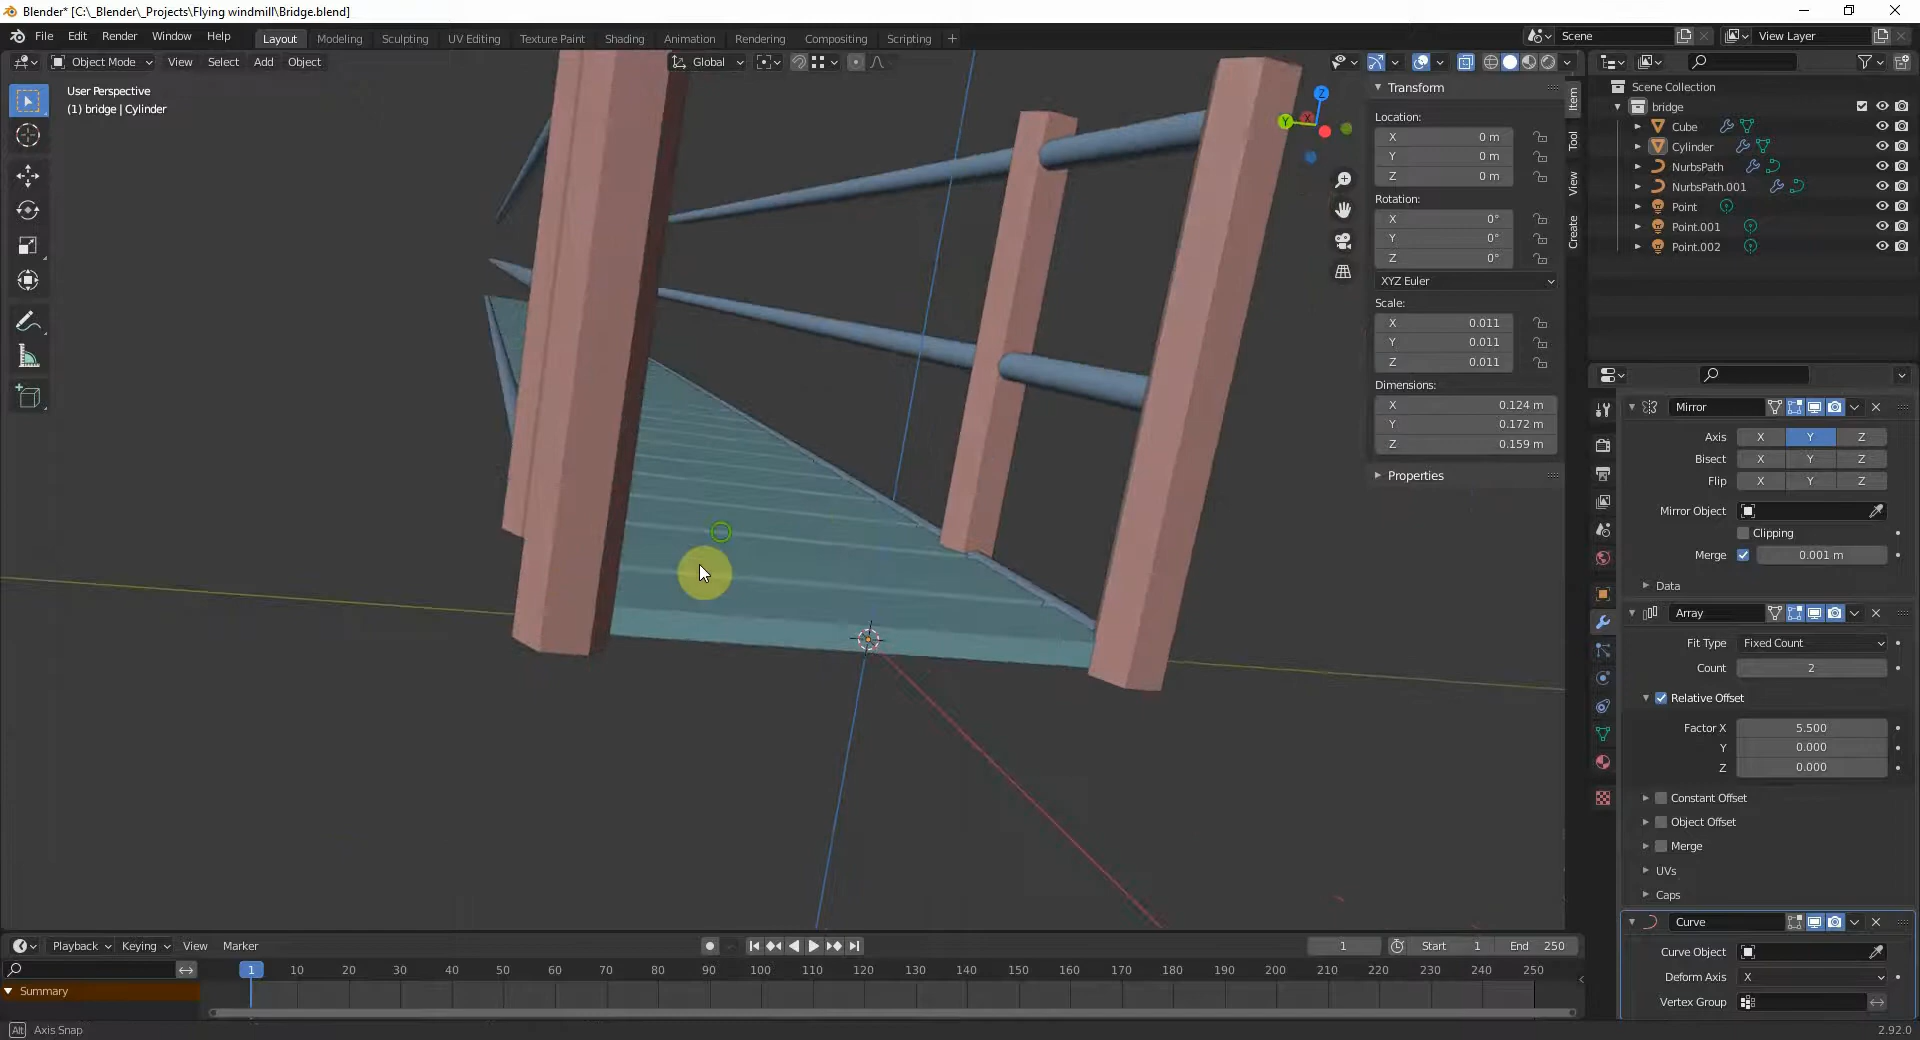 Blender* [C:\_Blender\_Projects\Flying windmill\Bridge.blend]
File Edit Render Window Help Layout Modeling Sculpting UV Editing Texture Paint Shading Animation Rendering Compositing Scripting + Scene View Layer
Object Mode View Select Add Object Global
User Perspective
(1) bridge | Cylinder
Transform
Location:
X 0 m
Y 0 m
Z 0 m
Rotation:
X 0°
Y 0°
Z 0°
XYZ Euler
Scale:
X 0.011
Y 0.011
Z 0.011
Dimensions:
X 0.124 m
Y 0.172 m
Z 0.159 m
Properties
Item
Tool
View
Create
Z
Y
X
Scene Collection
bridge
Cube
Cylinder
NurbsPath
NurbsPath.001
Point
Point.001
Point.002
Mirror
Axis X Y Z
Bisect X Y Z
Flip X Y Z
Mirror Object
Clipping
Merge 0.001 m
Data
Array
Fit Type Fixed Count
Count 2
Relative Offset
Factor X 5.500
Y 0.000
Z 0.000
Constant Offset
Object Offset
Merge
UVs
Caps
Curve
Curve Object
Deform Axis X
Vertex Group
Playback Keying View Marker 1 Start 1 End 250
1 10 20 30 40 50 60 70 80 90 100 110 120 130 140 150 160 170 180 190 200 210 220 230 240 250
Summary
Alt Axis Snap
2.92.0